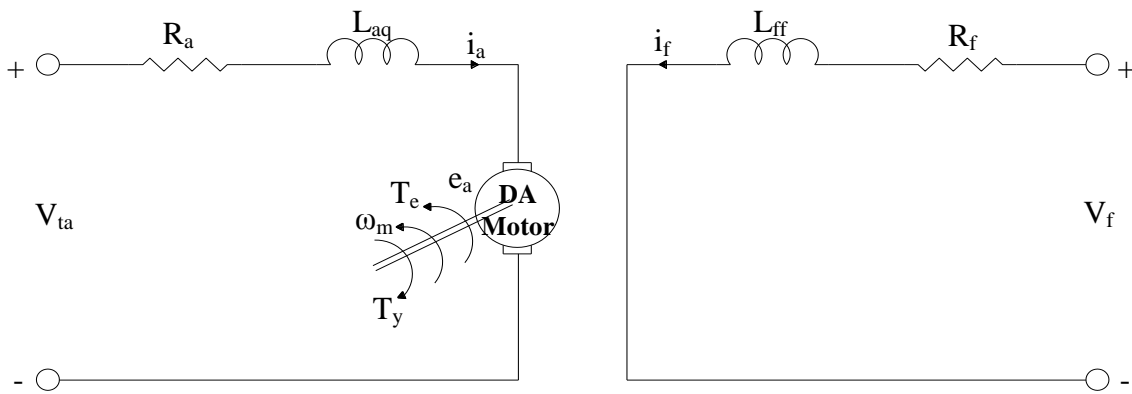 R_a
L_aq
i_a
i_f
L_ff
R_f
+
+
V_ta
T_e
e_a
DA
Motor
ω_m
T_y
V_f
-
-